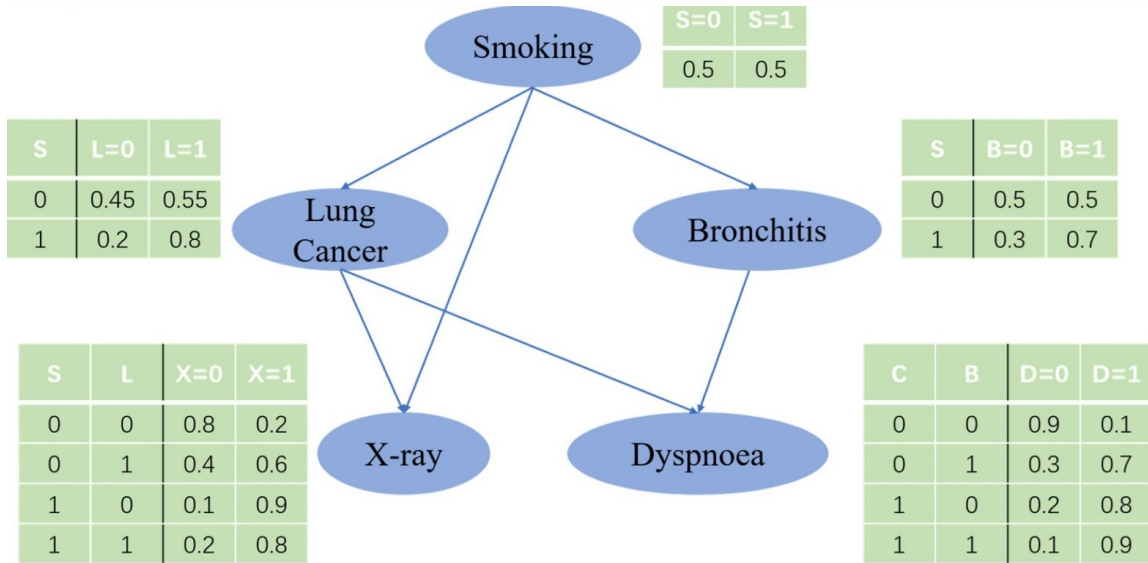 Smoking
S=0 S=1
0.5 0.5
S L=0 L=1
0 0.45 0.55
1 0.2 0.8
Lung
Cancer
Bronchitis
S B=0 B=1
0 0.5 0.5
1 0.3 0.7
S L X=0 X=1
0 0 0.8 0.2
0 1 0.4 0.6
1 0 0.1 0.9
1 1 0.2 0.8
X-ray
Dyspnoea
C B D=0 D=1
0 0 0.9 0.1
0 1 0.3 0.7
1 0 0.2 0.8
1 1 0.1 0.9